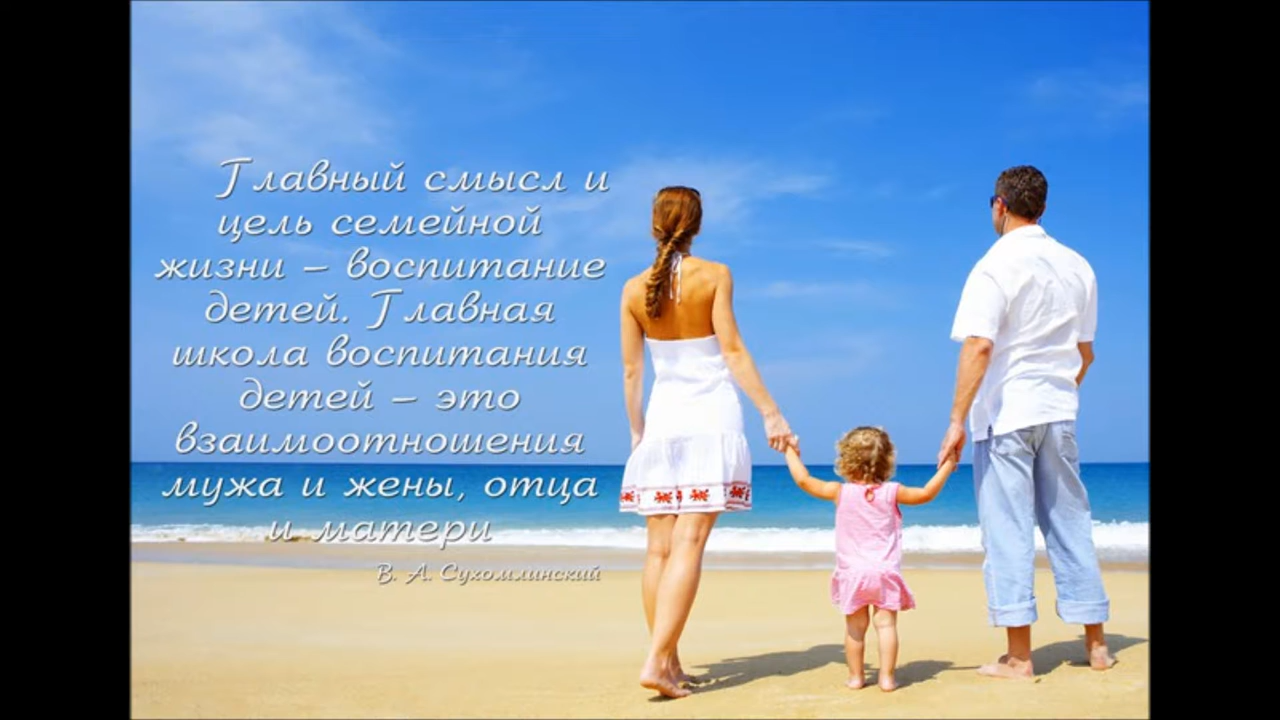 Главный смысл и
цель семейной
жизни – воспитание
детей. Главная
школа воспитания
детей – это
взаимоотношения
мужа и жены, отца
и матери
В. А. Сухомлинский